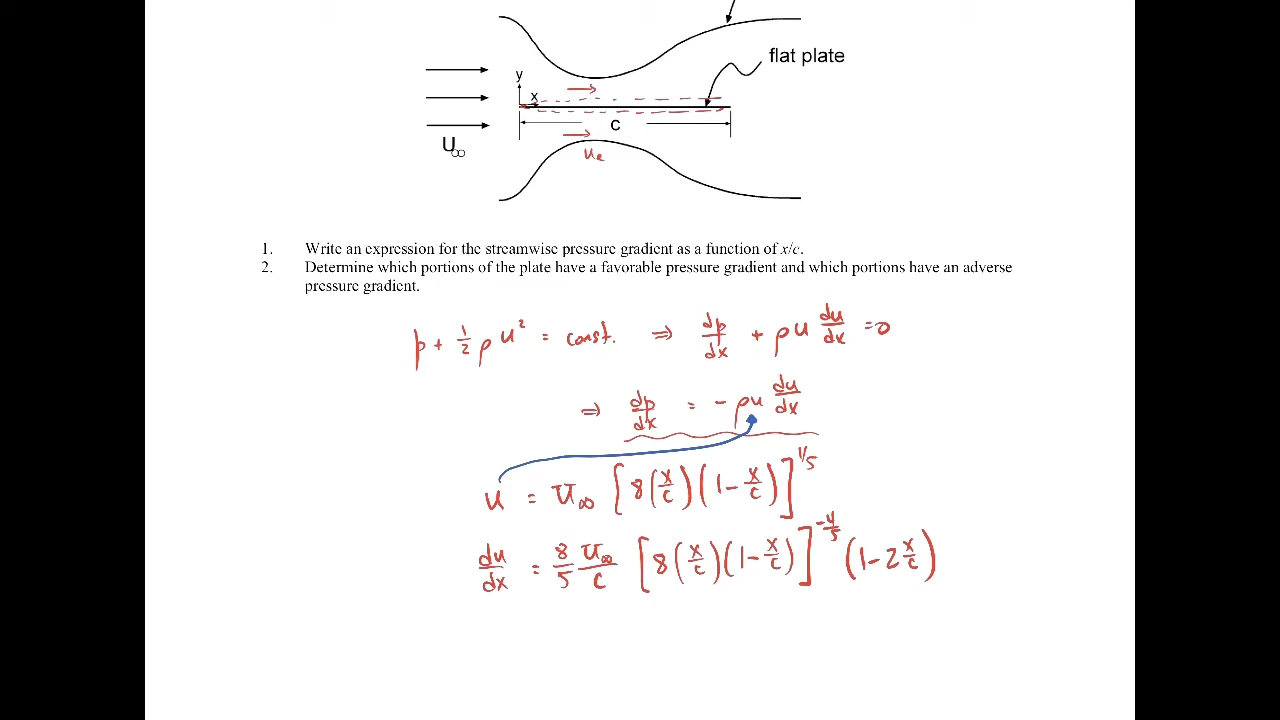 flat plate
y
x
c
U∞
ue
1. Write an expression for the streamwise pressure gradient as a function of x/c.
2. Determine which portions of the plate have a favorable pressure gradient and which portions have an adverse
pressure gradient.
p + 1/2 ρ u² = const. ⇒ dp/dx + ρu du/dx = 0
⇒ dp/dx = - ρu du/dx
u = U∞ [8(x/c)(1-x/c)]^1/5
du/dx = 8/5 U∞/c [8(x/c)(1-x/c)]^-4/5 (1-2x/c)